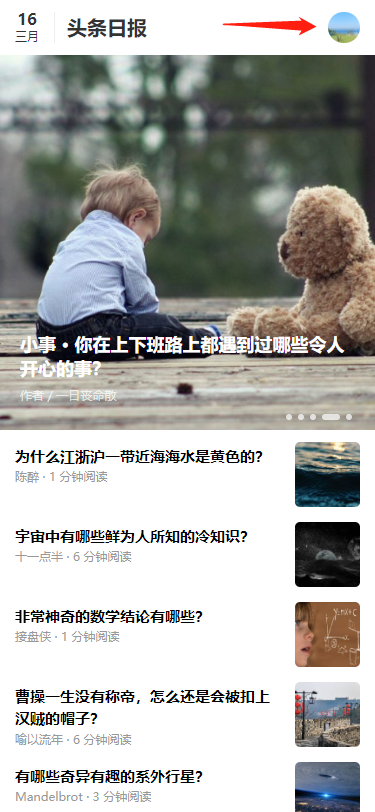 16
三月
头条日报
小事 · 你在上下班路上都遇到过哪些令人
开心的事？
作者 / 一日丧命散
为什么江浙沪一带近海海水是黄色的？
陈醉 · 1 分钟阅读
宇宙中有哪些鲜为人所知的冷知识？
十一点半 · 6 分钟阅读
非常神奇的数学结论有哪些？
接盘侠 · 1 分钟阅读
曹操一生没有称帝，怎么还是会被扣上
汉贼的帽子？
喻以流年 · 6 分钟阅读
有哪些奇异有趣的系外行星？
Mandelbrot · 3 分钟阅读